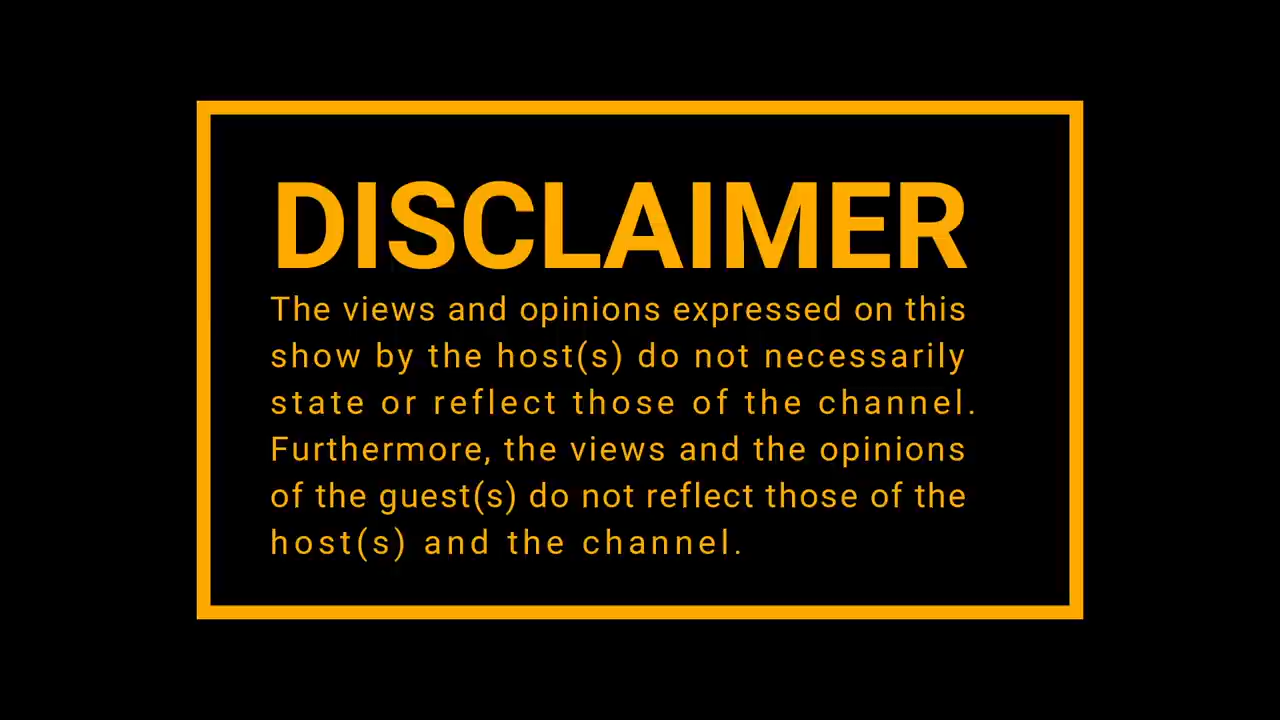 DISCLAIMER
The views and opinions expressed on this
show by the host(s) do not necessarily
state or reflect those of the channel.
Furthermore, the views and the opinions
of the guest(s) do not reflect those of the
host(s) and the channel.